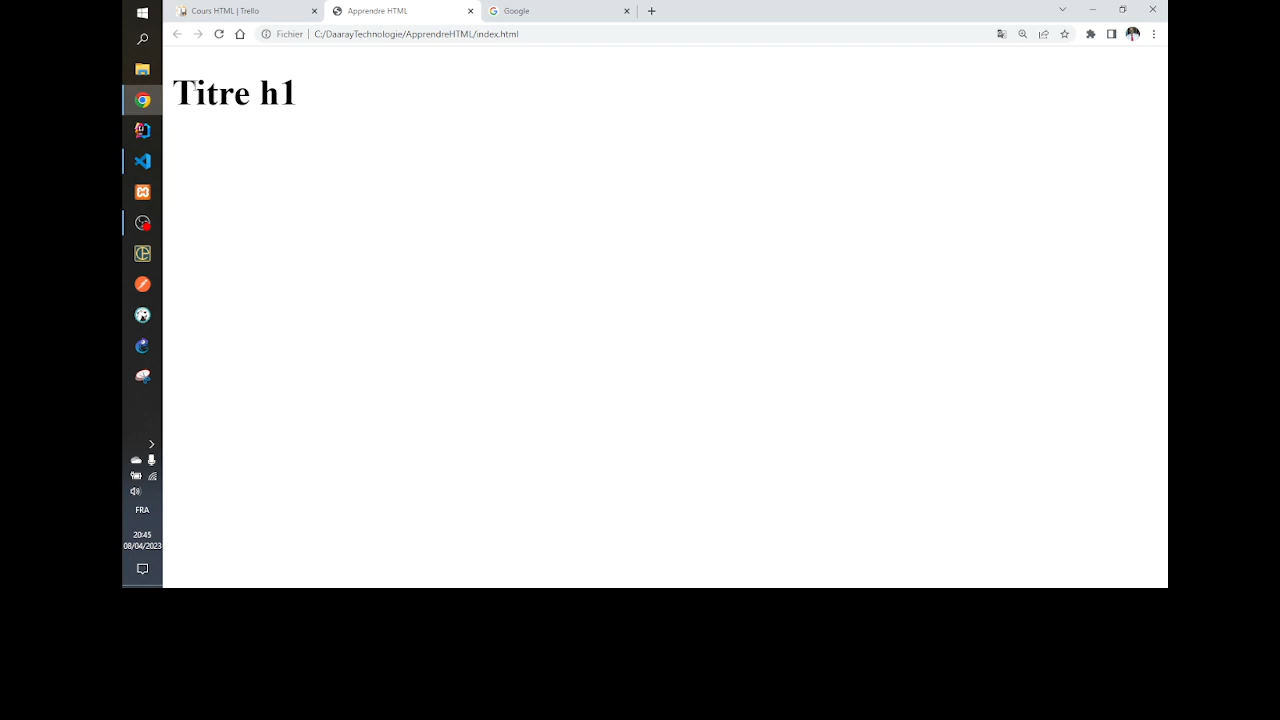 Cours HTML | Trello
Apprendre HTML
Google
Fichier
C:/DaarayTechnologie/ApprendreHTML/index.html
Titre h1
FRA
20:45
08/04/2023